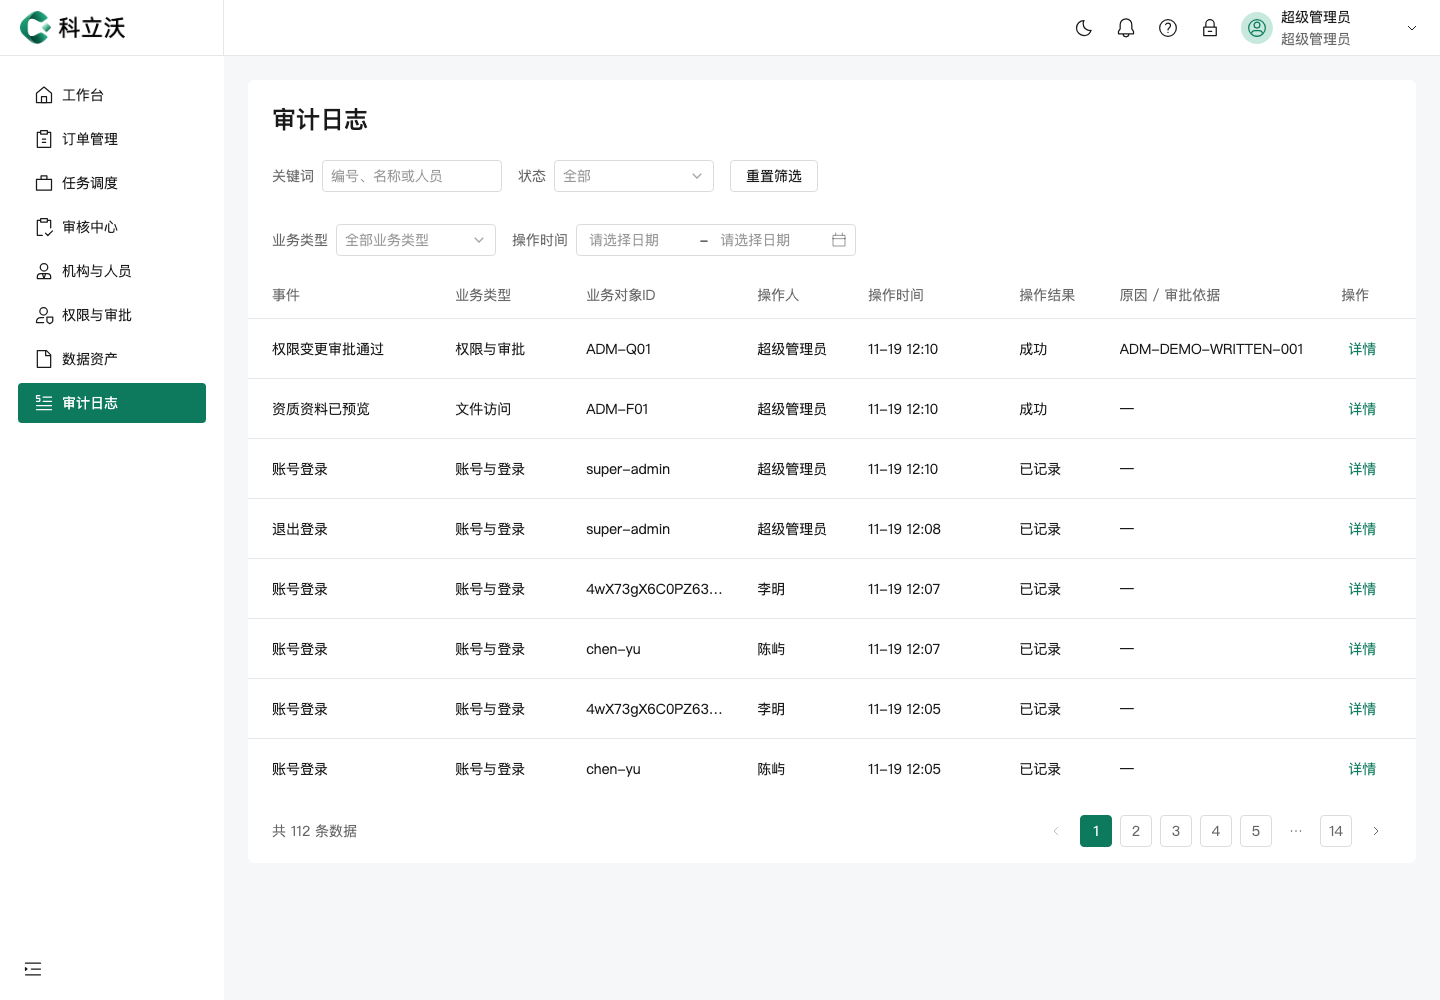 科立沃
超级管理员
超级管理员
工作台
订单管理
任务调度
审核中心
机构与人员
权限与审批
数据资产
审计日志
审计日志
关键词 编号、名称或人员 状态 全部 重置筛选
业务类型 全部业务类型 操作时间 请选择日期 – 请选择日期
事件 业务类型 业务对象ID 操作人 操作时间 操作结果 原因 / 审批依据 操作
权限变更审批通过 权限与审批 ADM-Q01 超级管理员 11-19 12:10 成功 ADM-DEMO-WRITTEN-001 详情
资质资料已预览 文件访问 ADM-F01 超级管理员 11-19 12:10 成功 — 详情
账号登录 账号与登录 super-admin 超级管理员 11-19 12:10 已记录 — 详情
退出登录 账号与登录 super-admin 超级管理员 11-19 12:08 已记录 — 详情
账号登录 账号与登录 4wX73gX6C0PZ63... 李明 11-19 12:07 已记录 — 详情
账号登录 账号与登录 chen-yu 陈屿 11-19 12:07 已记录 — 详情
账号登录 账号与登录 4wX73gX6C0PZ63... 李明 11-19 12:05 已记录 — 详情
账号登录 账号与登录 chen-yu 陈屿 11-19 12:05 已记录 — 详情
共 112 条数据 1 2 3 4 5 ··· 14